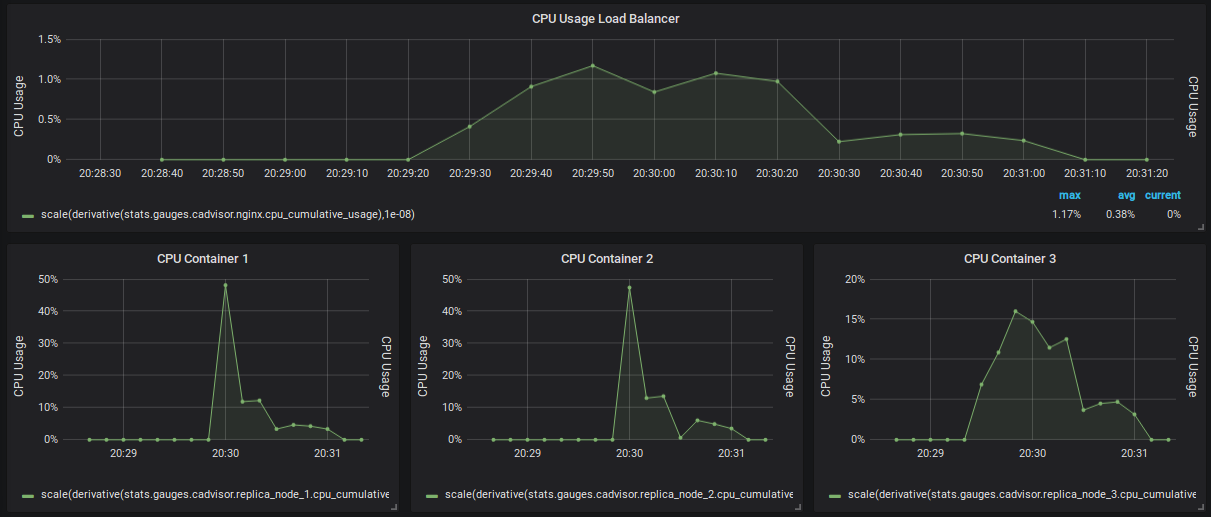 CPU Usage Load Balancer
1.5%
1.0%
0.5%
0%
CPU Usage
CPU Usage
20:28:30 20:28:40 20:28:50 20:29:00 20:29:10 20:29:20 20:29:30 20:29:40 20:29:50 20:30:00 20:30:10 20:30:20 20:30:30 20:30:40 20:30:50 20:31:00 20:31:10 20:31:20
max avg current
scale(derivative(stats.gauges.cadvisor.nginx.cpu_cumulative_usage),1e-08) 1.17% 0.38% 0%
CPU Container 1
50%
40%
30%
20%
10%
0%
CPU Usage
CPU Usage
20:29 20:30 20:31
scale(derivative(stats.gauges.cadvisor.replica_node_1.cpu_cumulative
CPU Container 2
50%
40%
30%
20%
10%
0%
CPU Usage
CPU Usage
20:29 20:30 20:31
scale(derivative(stats.gauges.cadvisor.replica_node_2.cpu_cumulative
CPU Container 3
20%
15%
10%
5%
0%
CPU Usage
CPU Usage
20:29 20:30 20:31
scale(derivative(stats.gauges.cadvisor.replica_node_3.cpu_cumulative